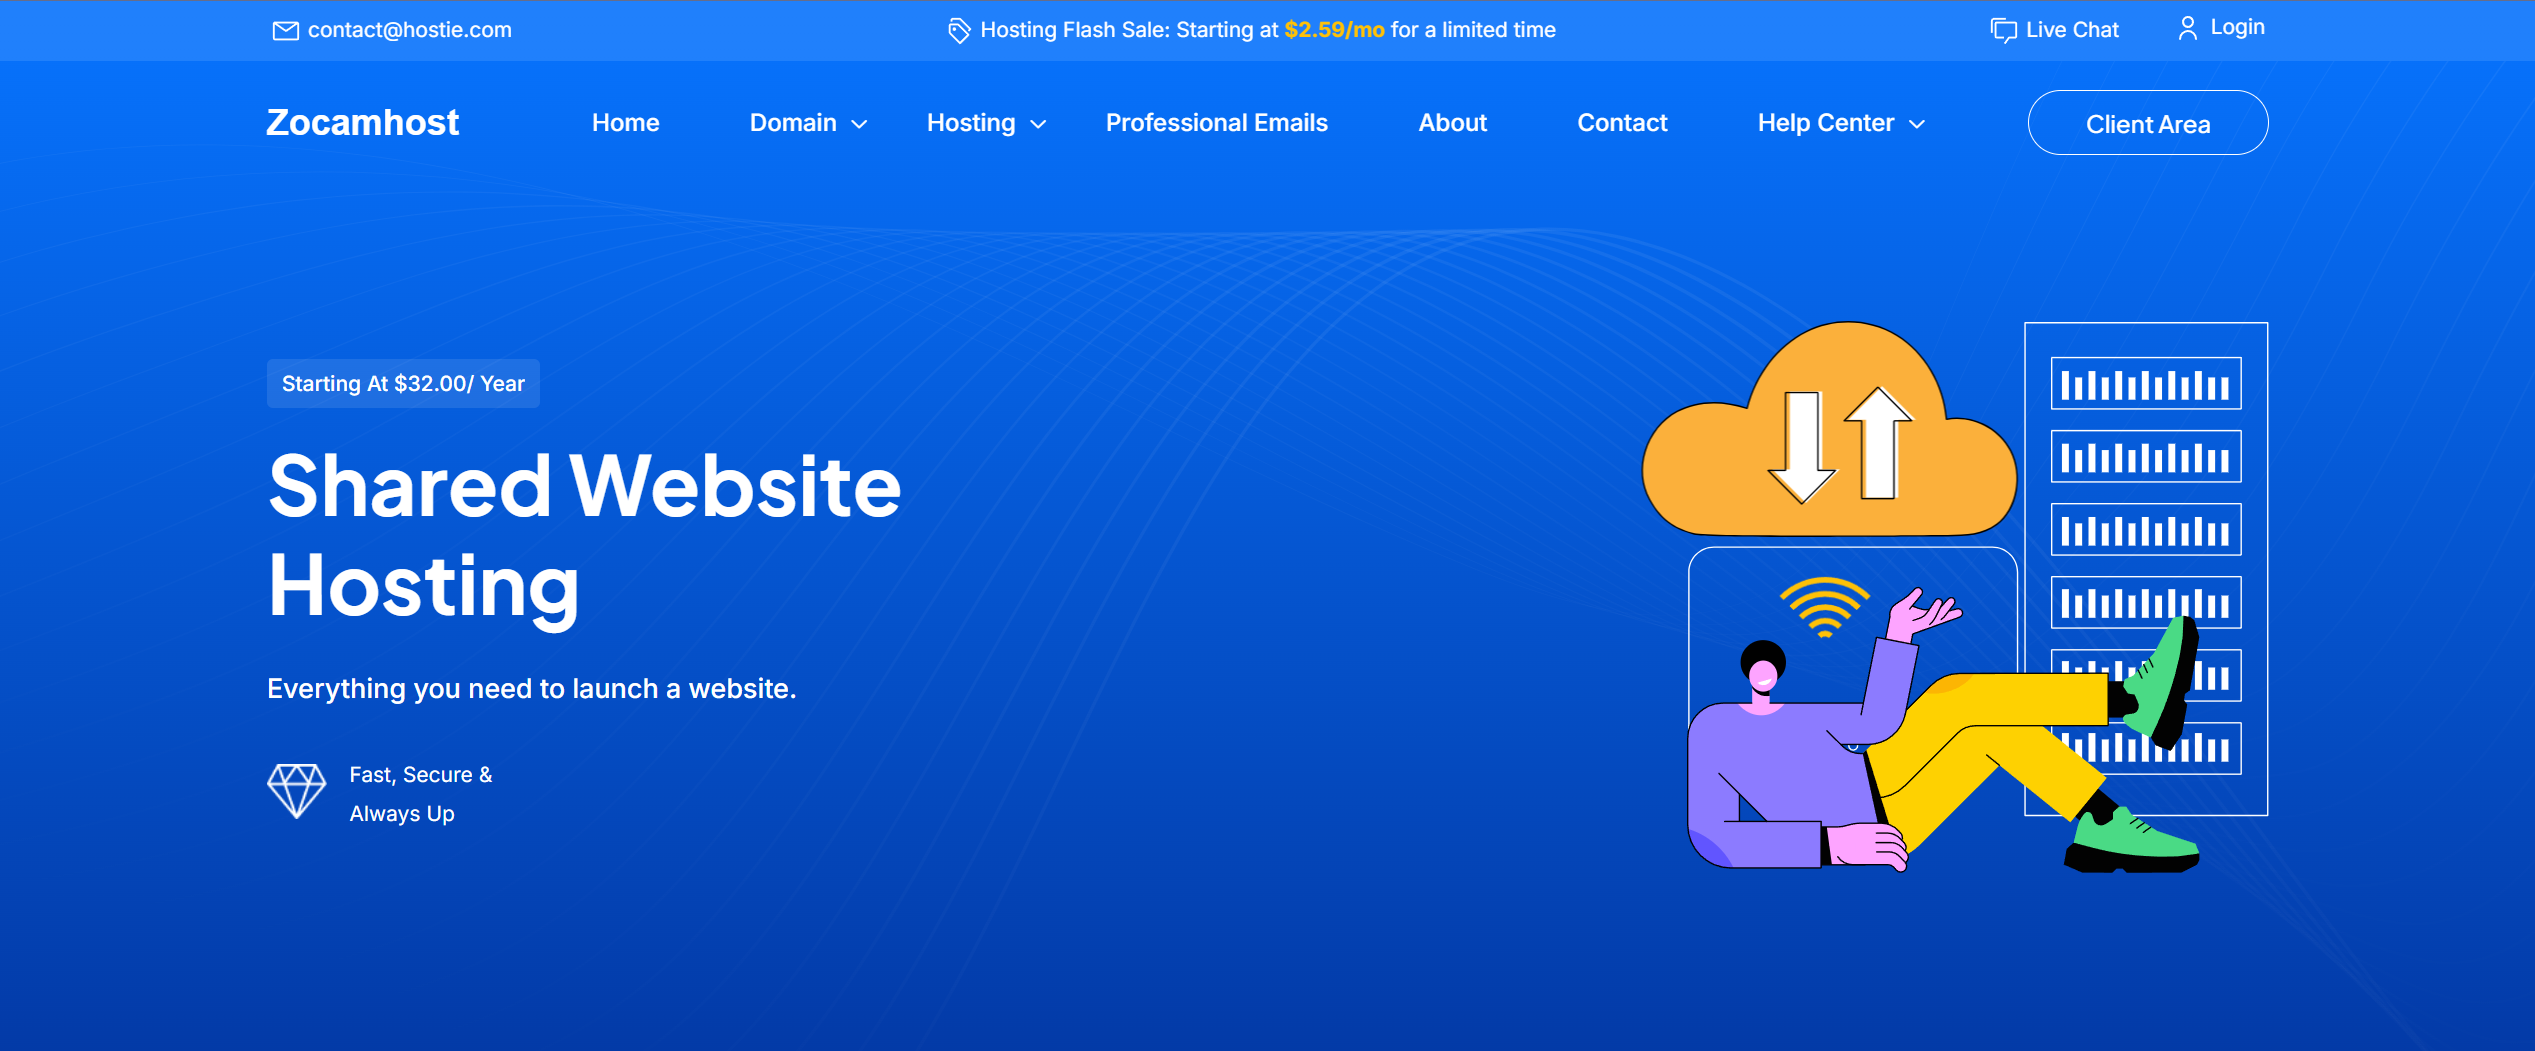 contact@hostie.com
Hosting Flash Sale: Starting at $2.59/mo for a limited time
Live Chat
Login
Zocamhost
Home
Domain
Hosting
Professional Emails
About
Contact
Help Center
Client Area
Starting At $32.00/ Year
Shared Website
Hosting
Everything you need to launch a website.
Fast, Secure &
Always Up